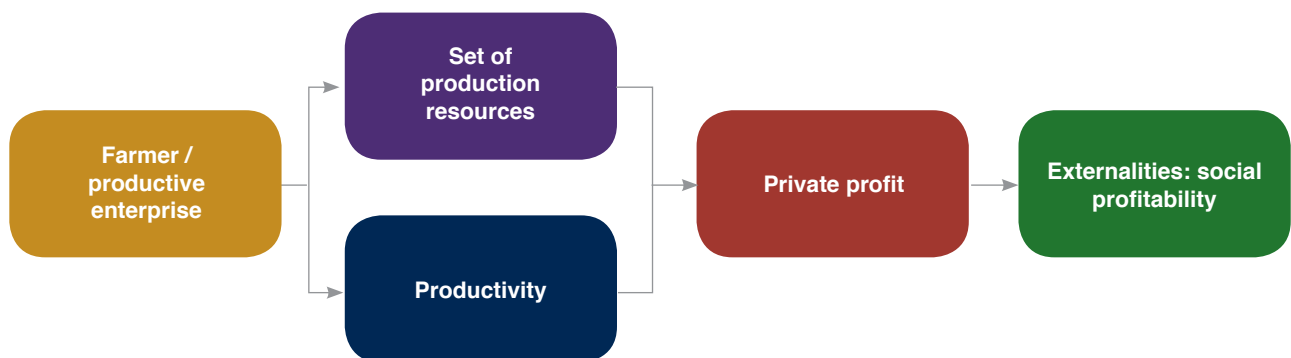 Farmer /
productive
enterprise
Set of
production
resources
Productivity
Private profit
Externalities: social
profitability